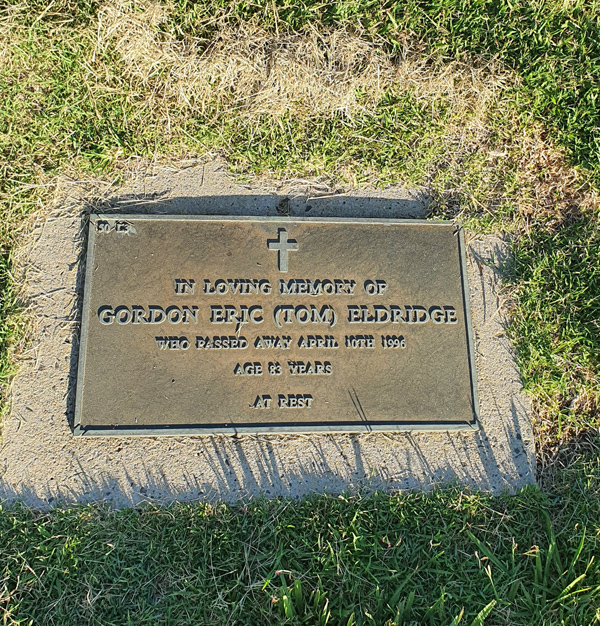 IN LOVING MEMORY OF
GORDON ERIC (TOM) ELDRIDGE
WHO PASSED AWAY APRIL 10TH 1996
AGE 83 YEARS
AT REST